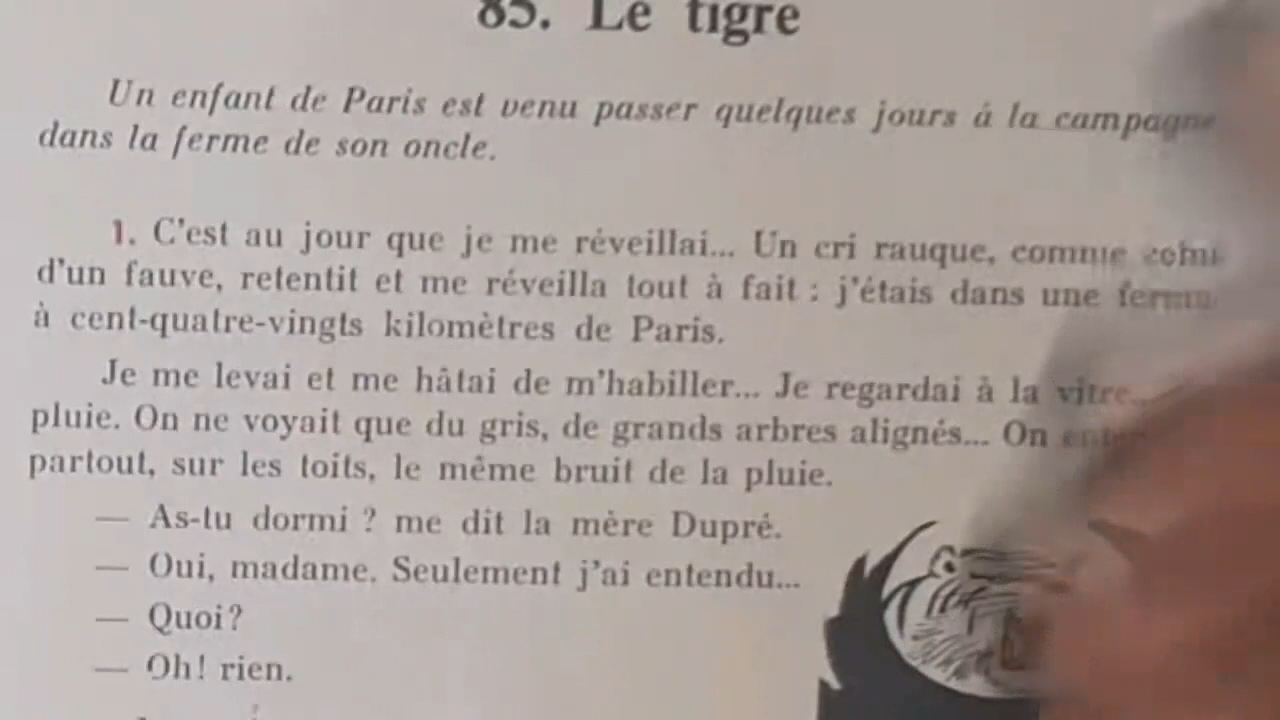 85. Le tigre
Un enfant de Paris est venu passer quelques jours à la campagne
dans la ferme de son oncle.
1. C'est au jour que je me réveillai... Un cri rauque, comme celui
d'un fauve, retentit et me réveilla tout à fait : j'étais dans une ferme
à cent-quatre-vingts kilomètres de Paris.
Je me levai et me hâtai de m'habiller... Je regardai à la vitre...
pluie. On ne voyait que du gris, de grands arbres alignés... On
partout, sur les toits, le même bruit de la pluie.
— As-tu dormi ? me dit la mère Dupré.
— Oui, madame. Seulement j'ai entendu...
— Quoi?
— Oh! rien.